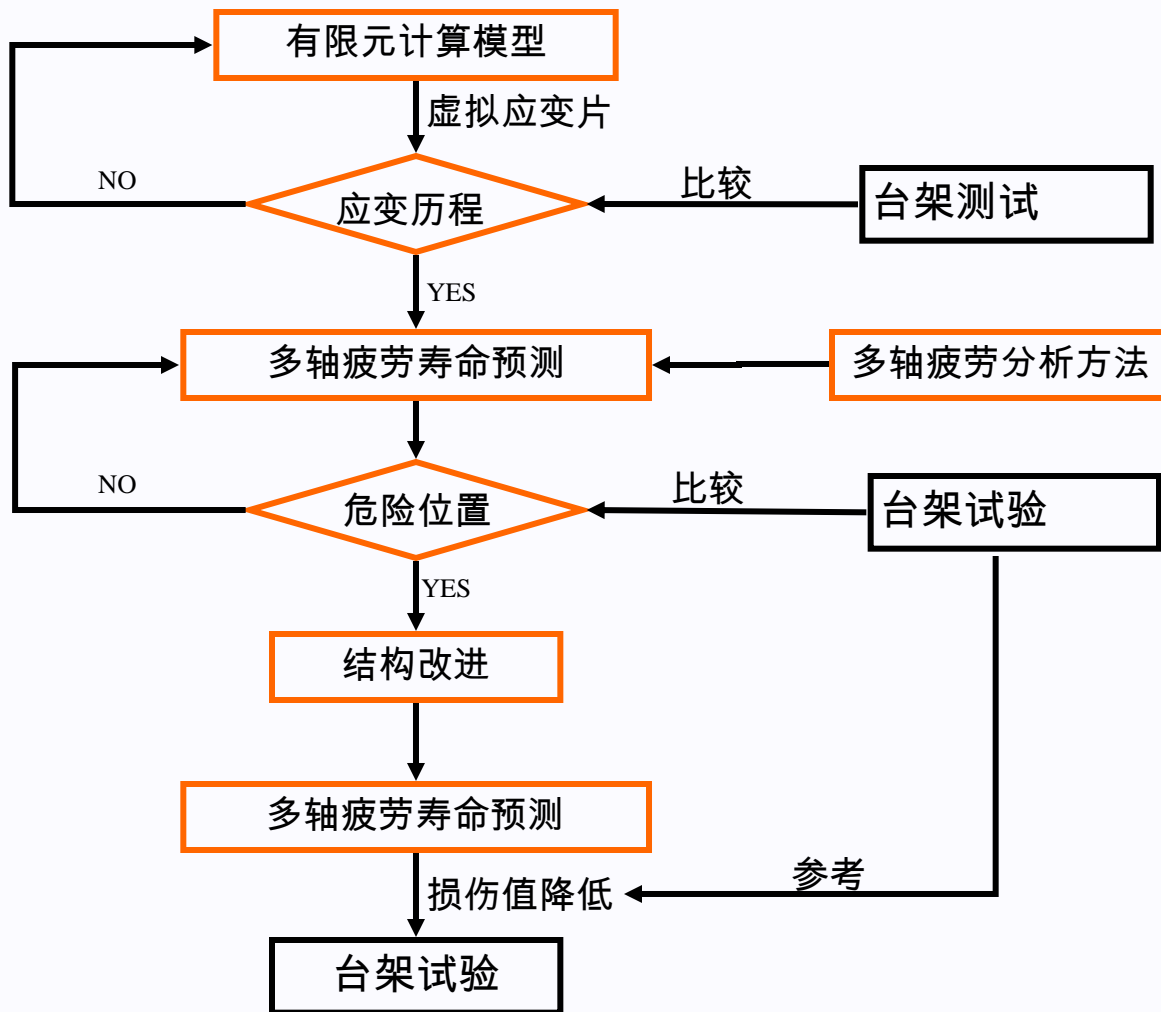 有限元计算模型
虚拟应变片
NO
比较
应变历程
台架测试
YES
多轴疲劳寿命预测
多轴疲劳分析方法
NO
比较
危险位置
台架试验
YES
结构改进
多轴疲劳寿命预测
损伤值降低
参考
台架试验